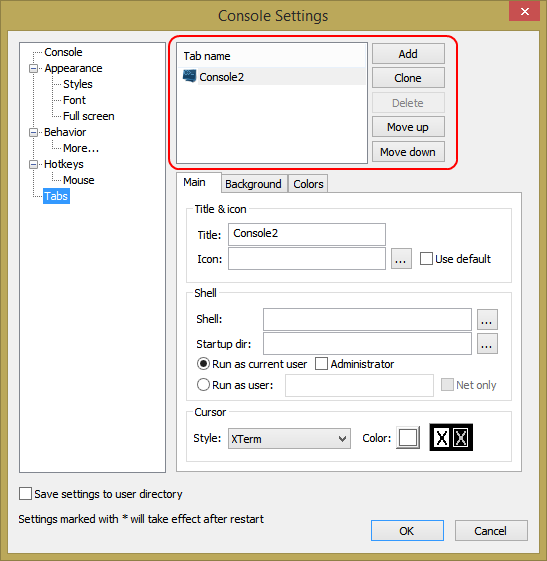 Console Settings
Console
Appearance
Styles
Font
Full screen
Behavior
More...
Hotkeys
Mouse
Tabs
Tab name
Console2
Add
Clone
Delete
Move up
Move down
Main Background Colors
Title & icon
Title: Console2
Icon: ... Use default
Shell
Shell: ...
Startup dir: ...
Run as current user Administrator
Run as user: Net only
Cursor
Style: XTerm Color: X X
Save settings to user directory
Settings marked with * will take effect after restart
OK Cancel